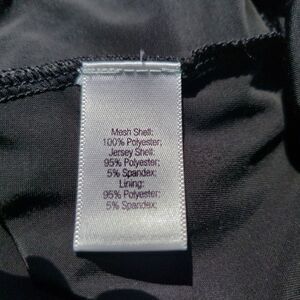 Mesh Shell:
100% Polyester;
Jersey Shell:
95% Polyester;
5% Spandex;
Lining:
95% Polyester;
5% Spandex;